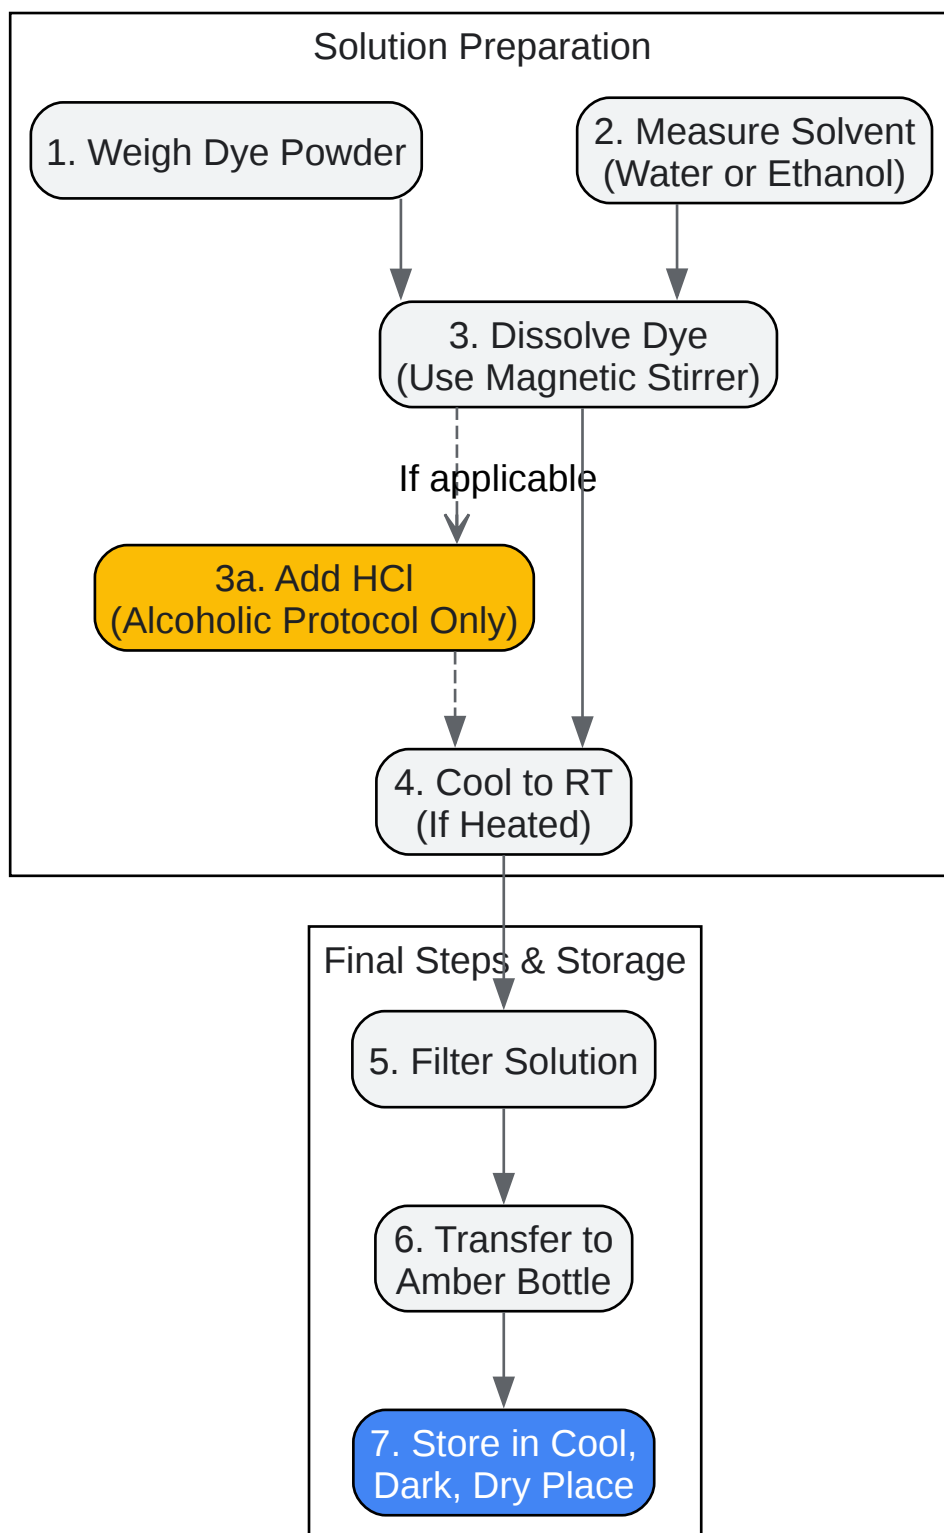 Solution Preparation
1. Weigh Dye Powder
2. Measure Solvent
(Water or Ethanol)
3. Dissolve Dye
(Use Magnetic Stirrer)
If applicable
3a. Add HCl
(Alcoholic Protocol Only)
4. Cool to RT
(If Heated)
Final Steps & Storage
5. Filter Solution
6. Transfer to
Amber Bottle
7. Store in Cool,
Dark, Dry Place